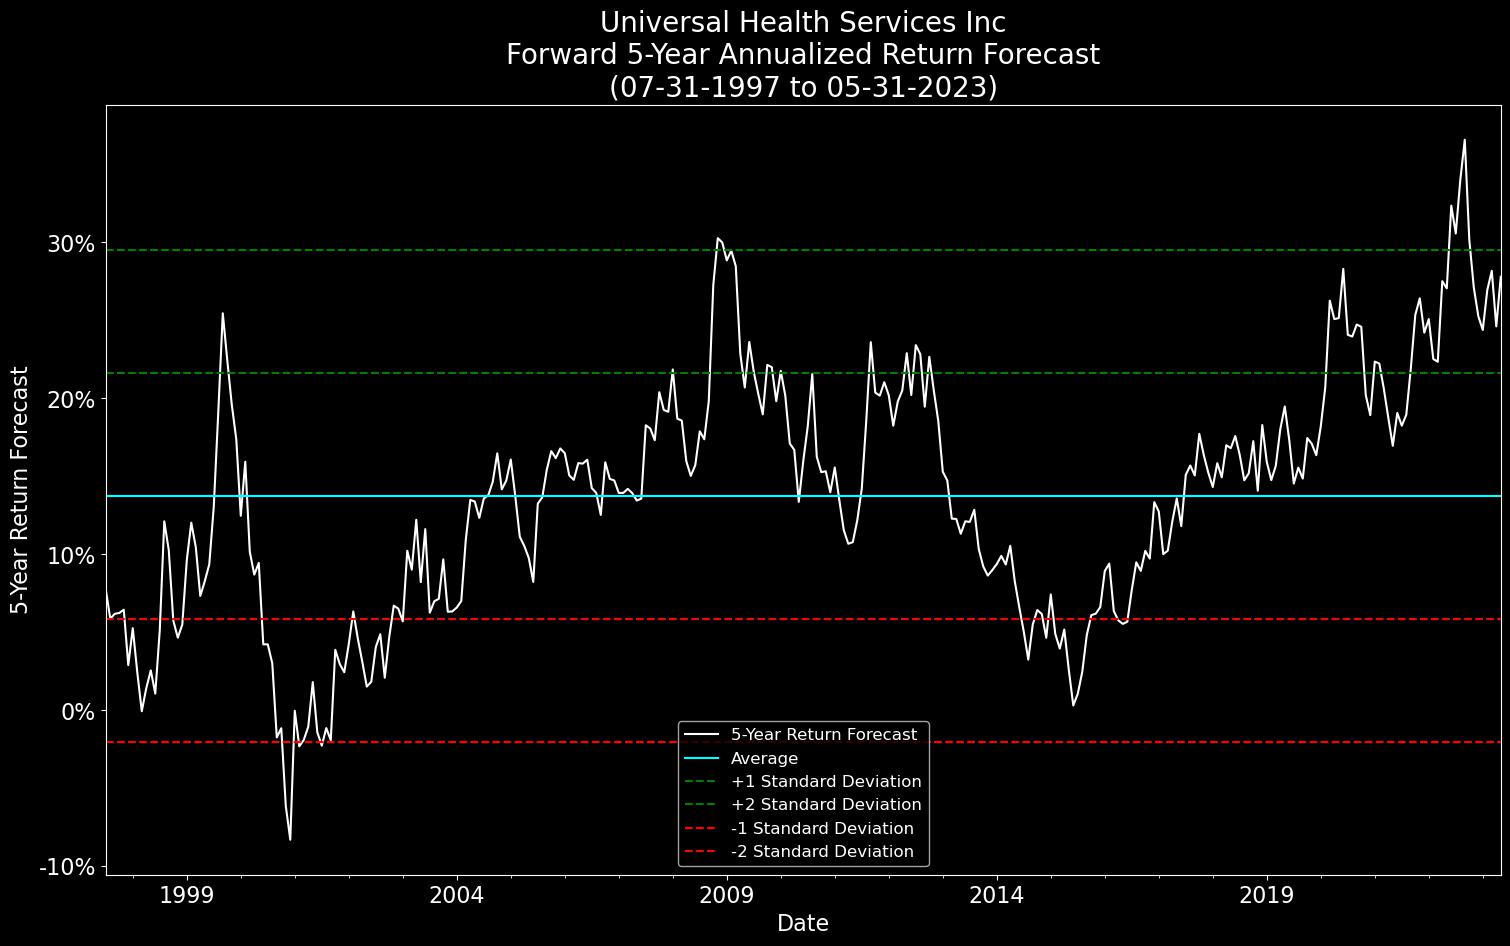 Universal Health Services Inc
Forward 5-Year Annualized Return Forecast
(07-31-1997 to 05-31-2023)
5-Year Return Forecast
30%
20%
10%
0%
-10%
5-Year Return Forecast
Average
+1 Standard Deviation
+2 Standard Deviation
-1 Standard Deviation
-2 Standard Deviation
1999 2004 2009 2014 2019
Date